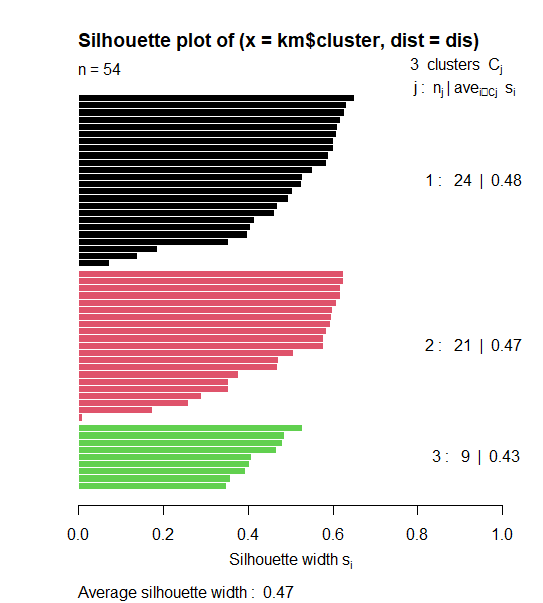 Silhouette plot of (x = km$cluster, dist = dis)
n = 54
3 clusters Cj
j : nj | avei□Cj si
1 : 24 | 0.48
2 : 21 | 0.47
3 : 9 | 0.43
0.0 0.2 0.4 0.6 0.8 1.0
Silhouette width si
Average silhouette width : 0.47